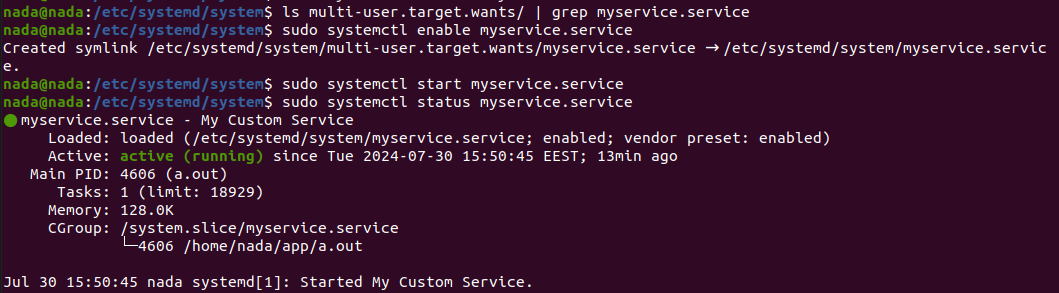 nada@nada:/etc/systemd/system$ ls multi-user.target.wants/ | grep myservice.service
nada@nada:/etc/systemd/system$ sudo systemctl enable myservice.service
Created symlink /etc/systemd/system/multi-user.target.wants/myservice.service → /etc/systemd/system/myservice.servic
e.
nada@nada:/etc/systemd/system$ sudo systemctl start myservice.service
nada@nada:/etc/systemd/system$ sudo systemctl status myservice.service
● myservice.service - My Custom Service
     Loaded: loaded (/etc/systemd/system/myservice.service; enabled; vendor preset: enabled)
     Active: active (running) since Tue 2024-07-30 15:50:45 EEST; 13min ago
   Main PID: 4606 (a.out)
      Tasks: 1 (limit: 18929)
     Memory: 128.0K
     CGroup: /system.slice/myservice.service
             └─4606 /home/nada/app/a.out
Jul 30 15:50:45 nada systemd[1]: Started My Custom Service.